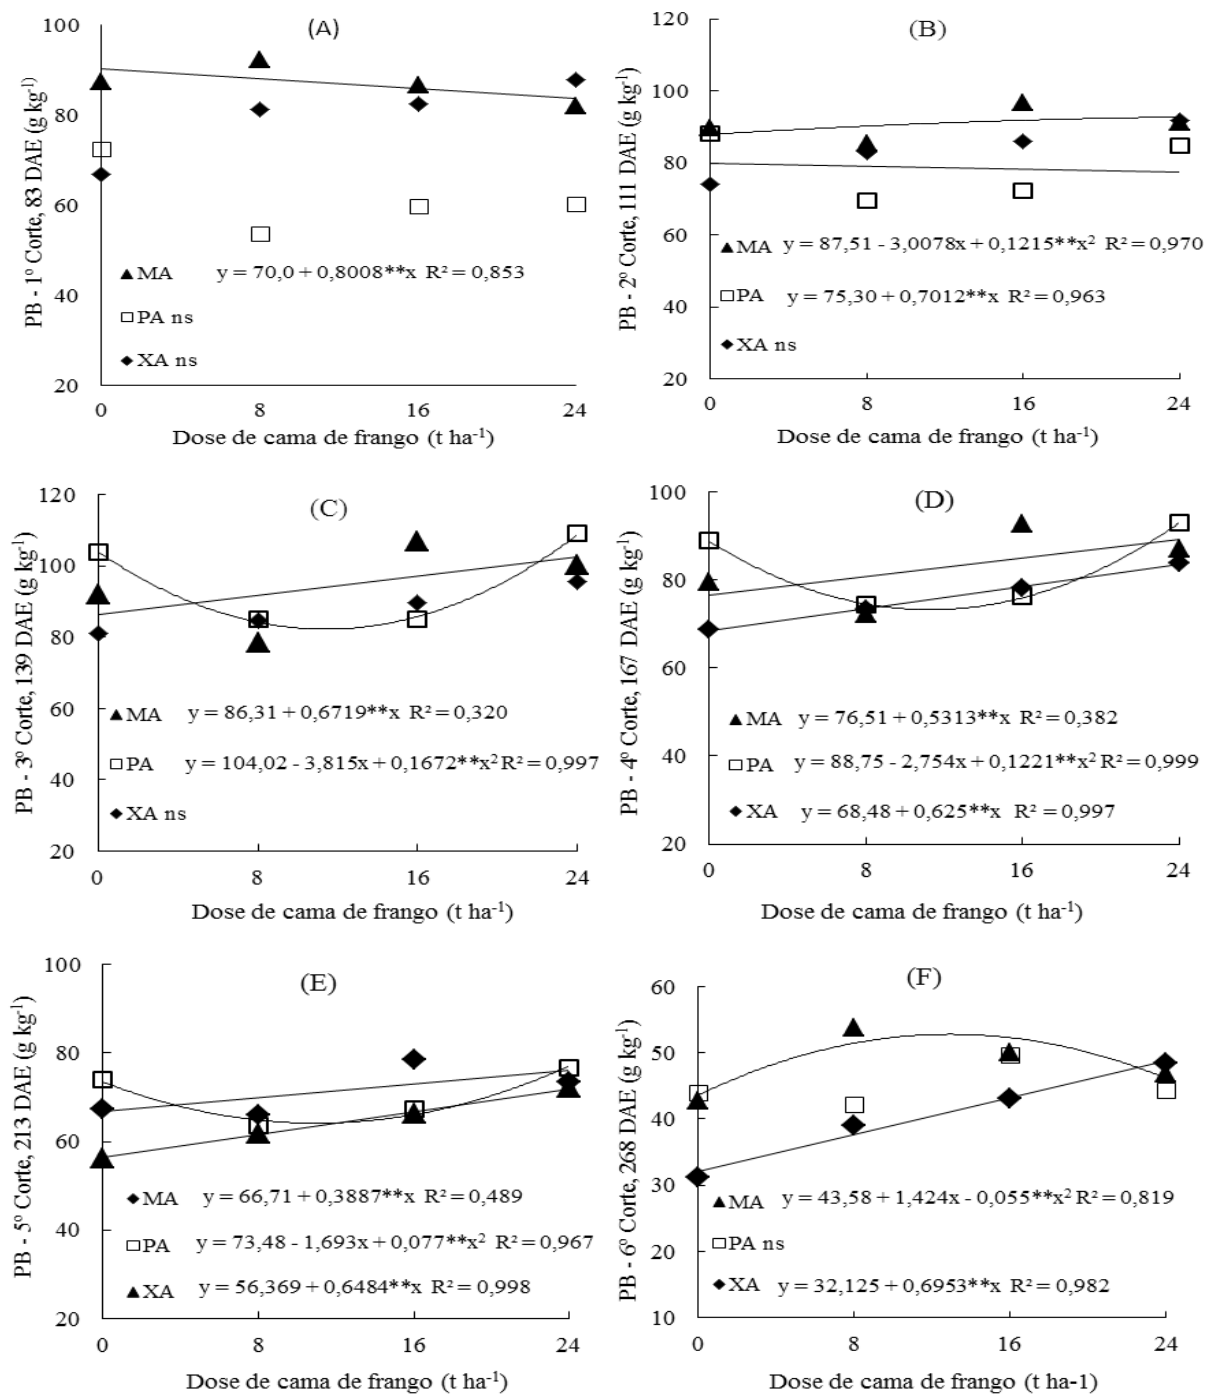 (A)
PB - 1º Corte, 83 DAE (g kg⁻¹)
100
80
60
40
20
▲ MA y = 70,0 + 0,8008**x R² = 0,853
□ PA ns
◆ XA ns
0 8 16 24
Dose de cama de frango (t ha⁻¹)
(B)
PB - 2º Corte, 111 DAE (g kg⁻¹)
120
100
80
60
40
20
▲ MA y = 87,51 - 3,0078x + 0,1215**x² R² = 0,970
□ PA y = 75,30 + 0,7012**x R² = 0,963
◆ XA ns
0 8 16 24
Dose de cama de frango (t ha⁻¹)
(C)
PB - 3º Corte, 139 DAE (g kg⁻¹)
120
100
80
60
40
20
▲ MA y = 86,31 + 0,6719**x R² = 0,320
□ PA y = 104,02 - 3,815x + 0,1672**x² R² = 0,997
◆ XA ns
0 8 16 24
Dose de cama de frango (t ha⁻¹)
(D)
PB - 4º Corte, 167 DAE (g kg⁻¹)
100
80
60
40
20
▲ MA y = 76,51 + 0,5313**x R² = 0,382
□ PA y = 88,75 - 2,754x + 0,1221**x² R² = 0,999
◆ XA y = 68,48 + 0,625**x R² = 0,997
0 8 16 24
Dose de cama de frango (t ha⁻¹)
(E)
PB - 5º Corte, 213 DAE (g kg⁻¹)
100
80
60
40
20
◆ MA y = 66,71 + 0,3887**x R² = 0,489
□ PA y = 73,48 - 1,693x + 0,077**x² R² = 0,967
▲ XA y = 56,369 + 0,6484**x R² = 0,998
0 8 16 24
Dose de cama de frango (t ha⁻¹)
(F)
PB - 6º Corte, 268 DAE (g kg⁻¹)
60
50
40
30
20
10
▲ MA y = 43,58 + 1,424x - 0,055**x² R² = 0,819
□ PA ns
◆ XA y = 32,125 + 0,6953**x R² = 0,982
0 8 16 24
Dose de cama de frango (t ha-1)